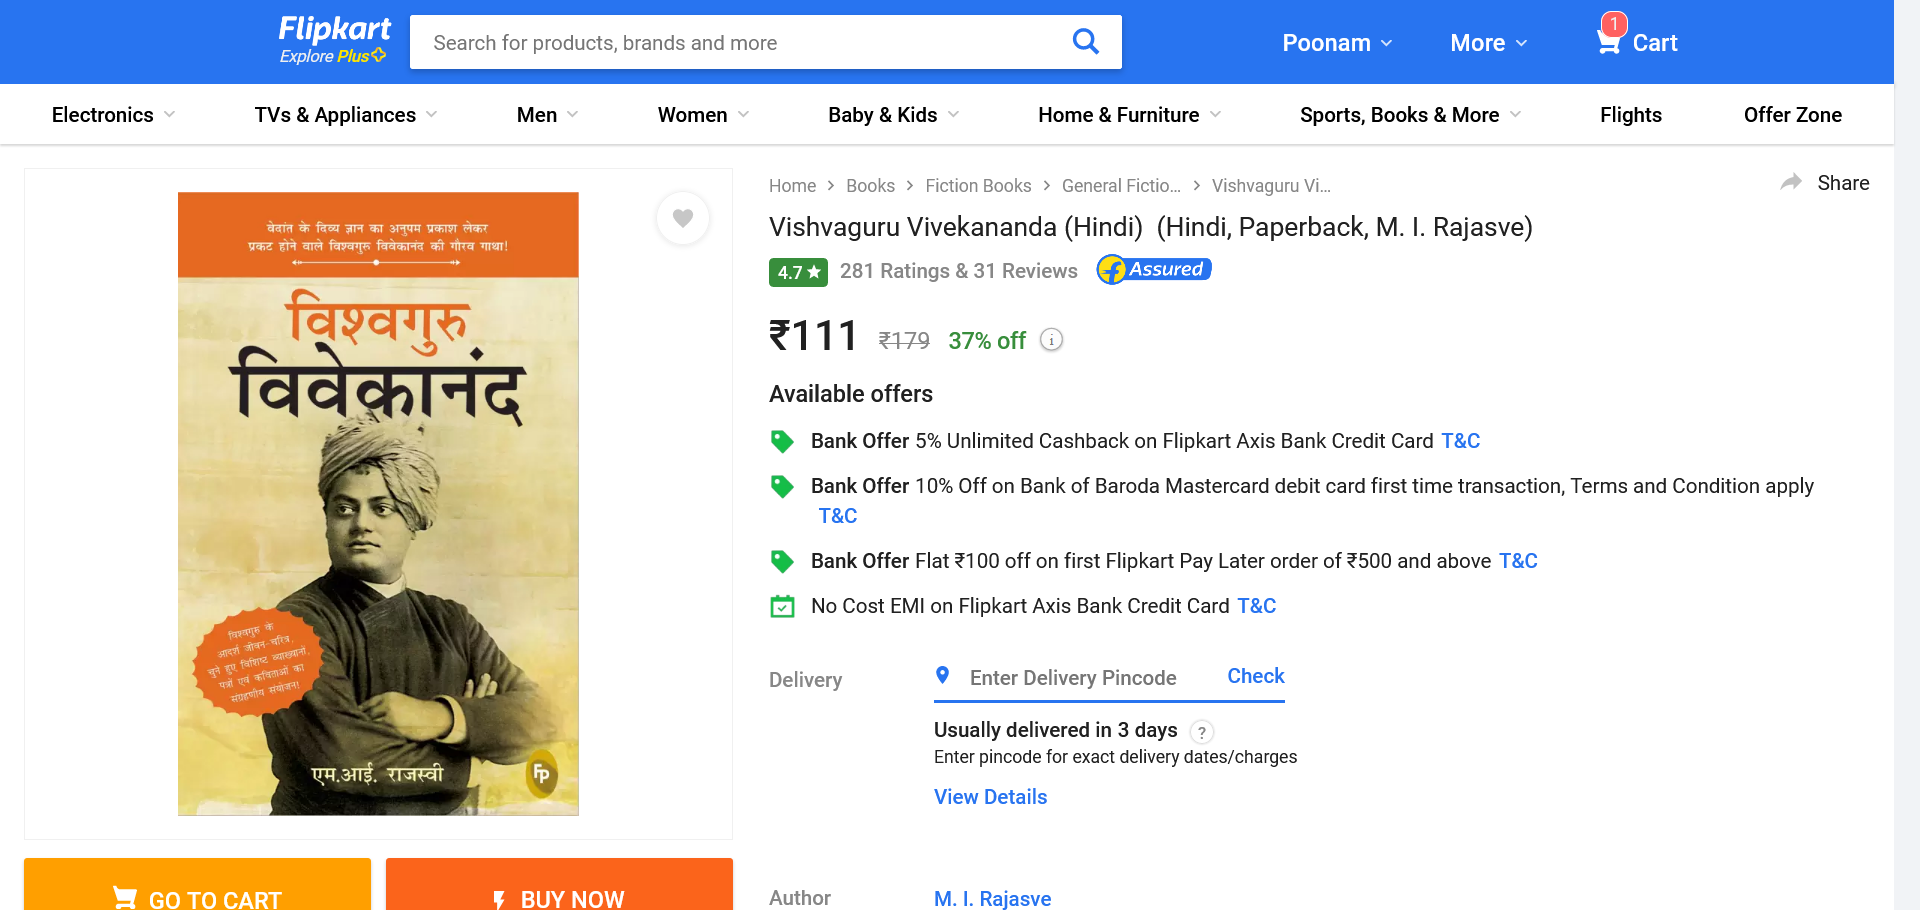 Flipkart
Explore Plus
Search for products, brands and more
Poonam
More
1
Cart
Electronics
TVs & Appliances
Men
Women
Baby & Kids
Home & Furniture
Sports, Books & More
Flights
Offer Zone
वेदांत के दिव्य ज्ञान का अनुपम प्रकाश लेकर
प्रकट होने वाले विश्वगुरु विवेकानंद की गौरव गाथा!
विश्वगुरु
विवेकानंद
विश्वगुरु के
आदर्श जीवन-चरित्र,
चुने हुए विशिष्ट व्याख्यानों,
पत्रों एवं कविताओं का
संग्रहणीय संयोजन!
एम.आई. राजस्वी
FP
GO TO CART
BUY NOW
Home
Books
Fiction Books
General Fictio...
Vishvaguru Vi...
Share
Vishvaguru Vivekananda (Hindi) (Hindi, Paperback, M. I. Rajasve)
4.7 ★ 281 Ratings & 31 Reviews
Assured
₹111 ₹179 37% off
Available offers
Bank Offer 5% Unlimited Cashback on Flipkart Axis Bank Credit Card T&C
Bank Offer 10% Off on Bank of Baroda Mastercard debit card first time transaction, Terms and Condition apply
T&C
Bank Offer Flat ₹100 off on first Flipkart Pay Later order of ₹500 and above T&C
No Cost EMI on Flipkart Axis Bank Credit Card T&C
Delivery
Enter Delivery Pincode
Check
Usually delivered in 3 days ?
Enter pincode for exact delivery dates/charges
View Details
Author
M. I. Rajasve